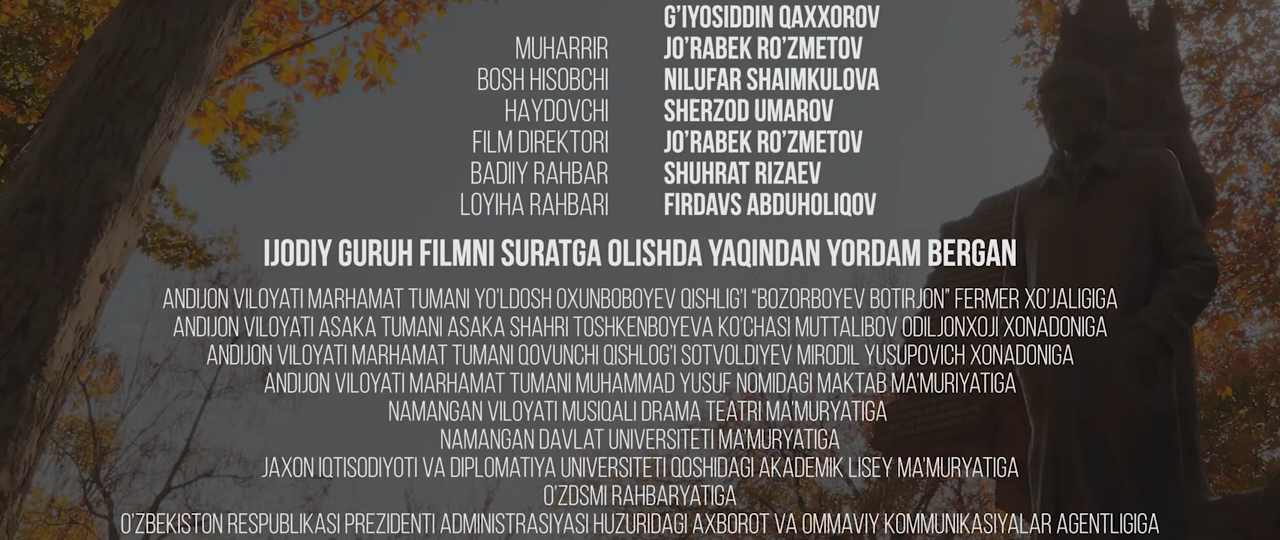 G'IYOSIDDIN QAXXOROV
MUHARRIR JO'RABEK RO'ZMETOV
BOSH HISOBCHI NILUFAR SHAIMKULOVA
HAYDOVCHI SHERZOD UMAROV
FILM DIREKTORI JO'RABEK RO'ZMETOV
BADIIY RAHBAR SHUHRAT RIZAEV
LOYIHA RAHBARI FIRDAVS ABDUHOLIQOV
IJODIY GURUH FILMNI SURATGA OLISHDA YAQINDAN YORDAM BERGAN
ANDIJON VILOYATI MARHAMAT TUMANI YO'LDOSH OXUNBOBOYEV QISHLIG'I “BOZORBOYEV BOTIRJON” FERMER XO'JALIGIGA
ANDIJON VILOYATI ASAKA TUMANI ASAKA SHAHRI TOSHKENBOYEVA KO'CHASI MUTTALIBOV ODILJONXOJI XONADONIGA
ANDIJON VILOYATI MARHAMAT TUMANI QOVUNCHI QISHLOG'I SOTVOLDIYEV MIRODIL YUSUPOVICH XONADONIGA
ANDIJON VILOYATI MARHAMAT TUMANI MUHAMMAD YUSUF NOMIDAGI MAKTAB MA'MURIYATIGA
NAMANGAN VILOYATI MUSIQALI DRAMA TEATRI MA'MURYATIGA
NAMANGAN DAVLAT UNIVERSITETI MA'MURYATIGA
JAXON IQTISODIYOTI VA DIPLOMATIYA UNIVERSITETI QOSHIDAGI AKADEMIK LISEY MA'MURYATIGA
O'ZDSMI RAHBARYATIGA
O'ZBEKISTON RESPUBLIKASI PREZIDENTI ADMINISTRASIYASI HUZURIDAGI AXBOROT VA OMMAVIY KOMMUNIKASIYALAR AGENTLIGIGA